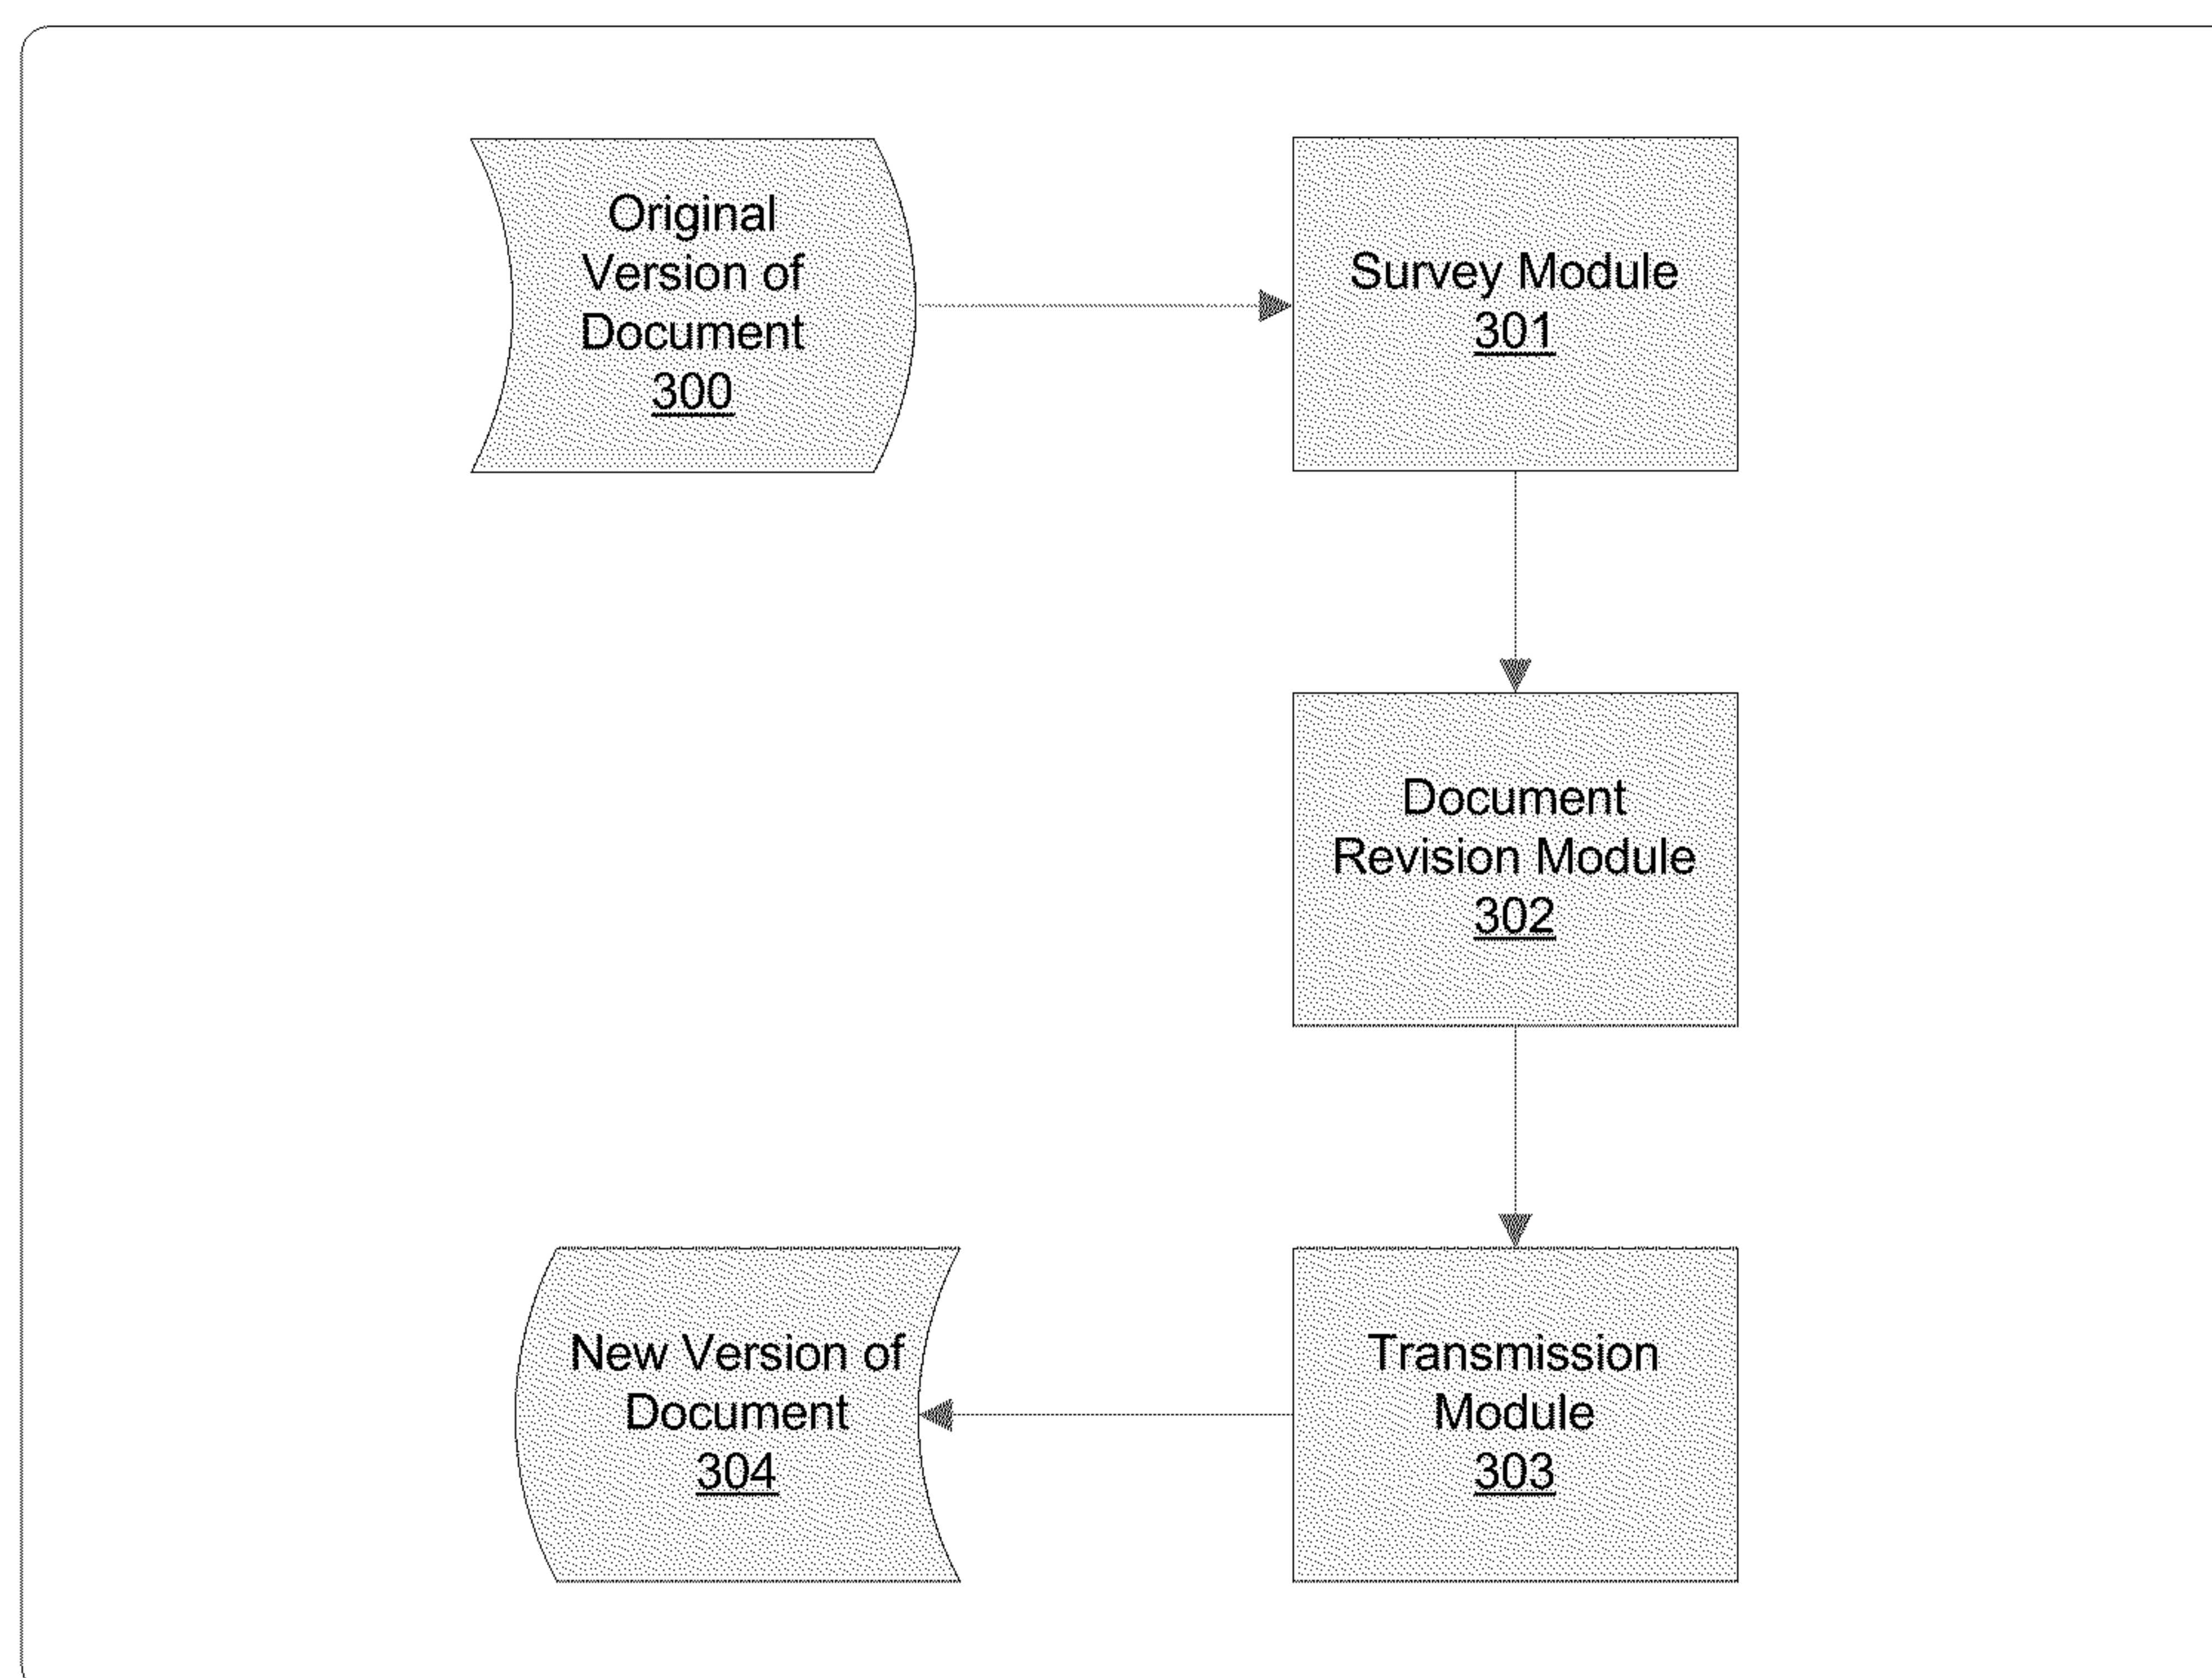 Original
Version of
Document
300
Survey Module
301
Document
Revision Module
302
Transmission
Module
303
New Version of
Document
304